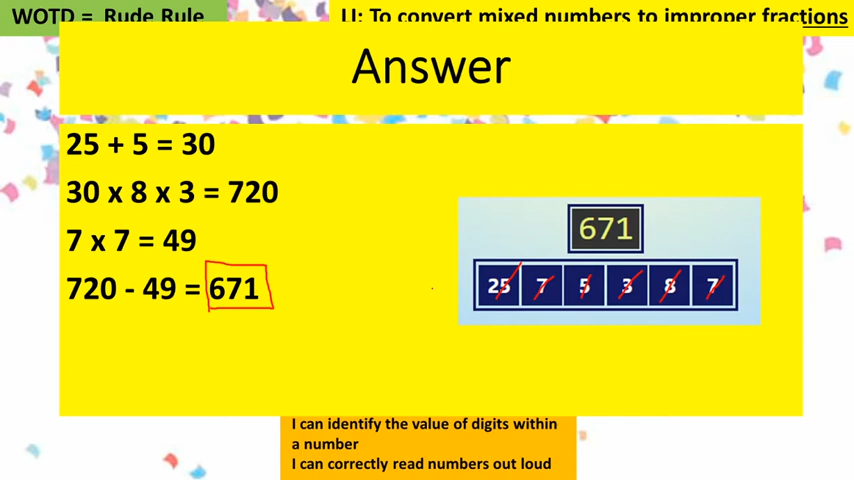 WOTD = Rude Rule
LI: To convert mixed numbers to improper fractions
Answer
25 + 5 = 30
30 x 8 x 3 = 720
7 x 7 = 49
720 - 49 = 671
671
25 7 5 3 8 7
I can identify the value of digits within
a number
I can correctly read numbers out loud